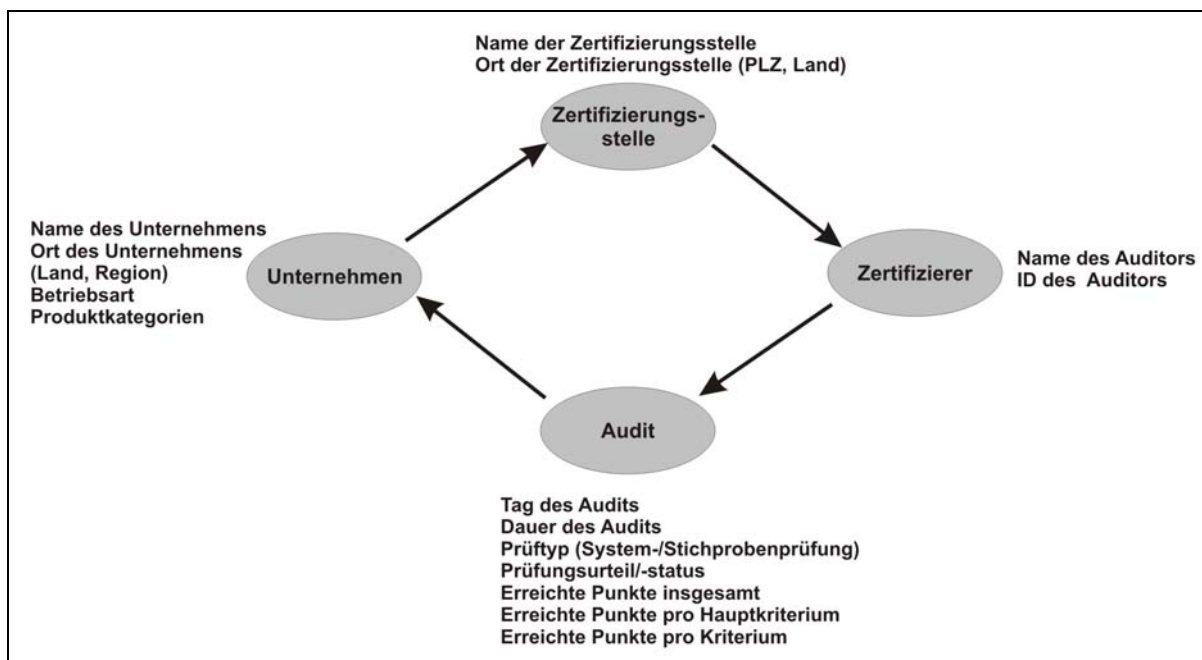 Name der Zertifizierungsstelle
Ort der Zertifizierungsstelle (PLZ, Land)
Zertifizierungs-
stelle
Name des Unternehmens
Ort des Unternehmens
(Land, Region)
Betriebsart
Produktkategorien
Unternehmen
Zertifizierer
Name des Auditors
ID des Auditors
Audit
Tag des Audits
Dauer des Audits
Prüftyp (System-/Stichprobenprüfung)
Prüfungsurteil/-status
Erreichte Punkte insgesamt
Erreichte Punkte pro Hauptkriterium
Erreichte Punkte pro Kriterium